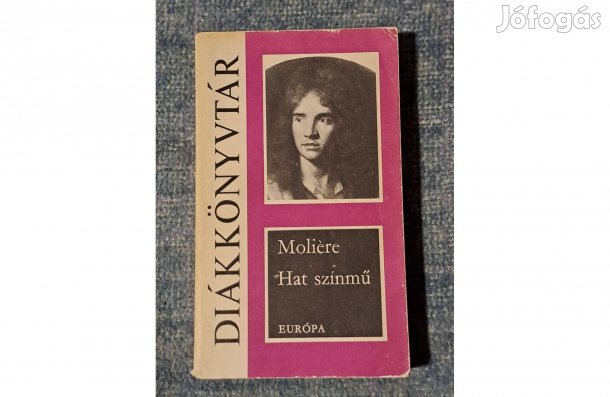 Jófogás
DIÁKKÖNYVTÁR
Molière
Hat színmű
EURÓPA